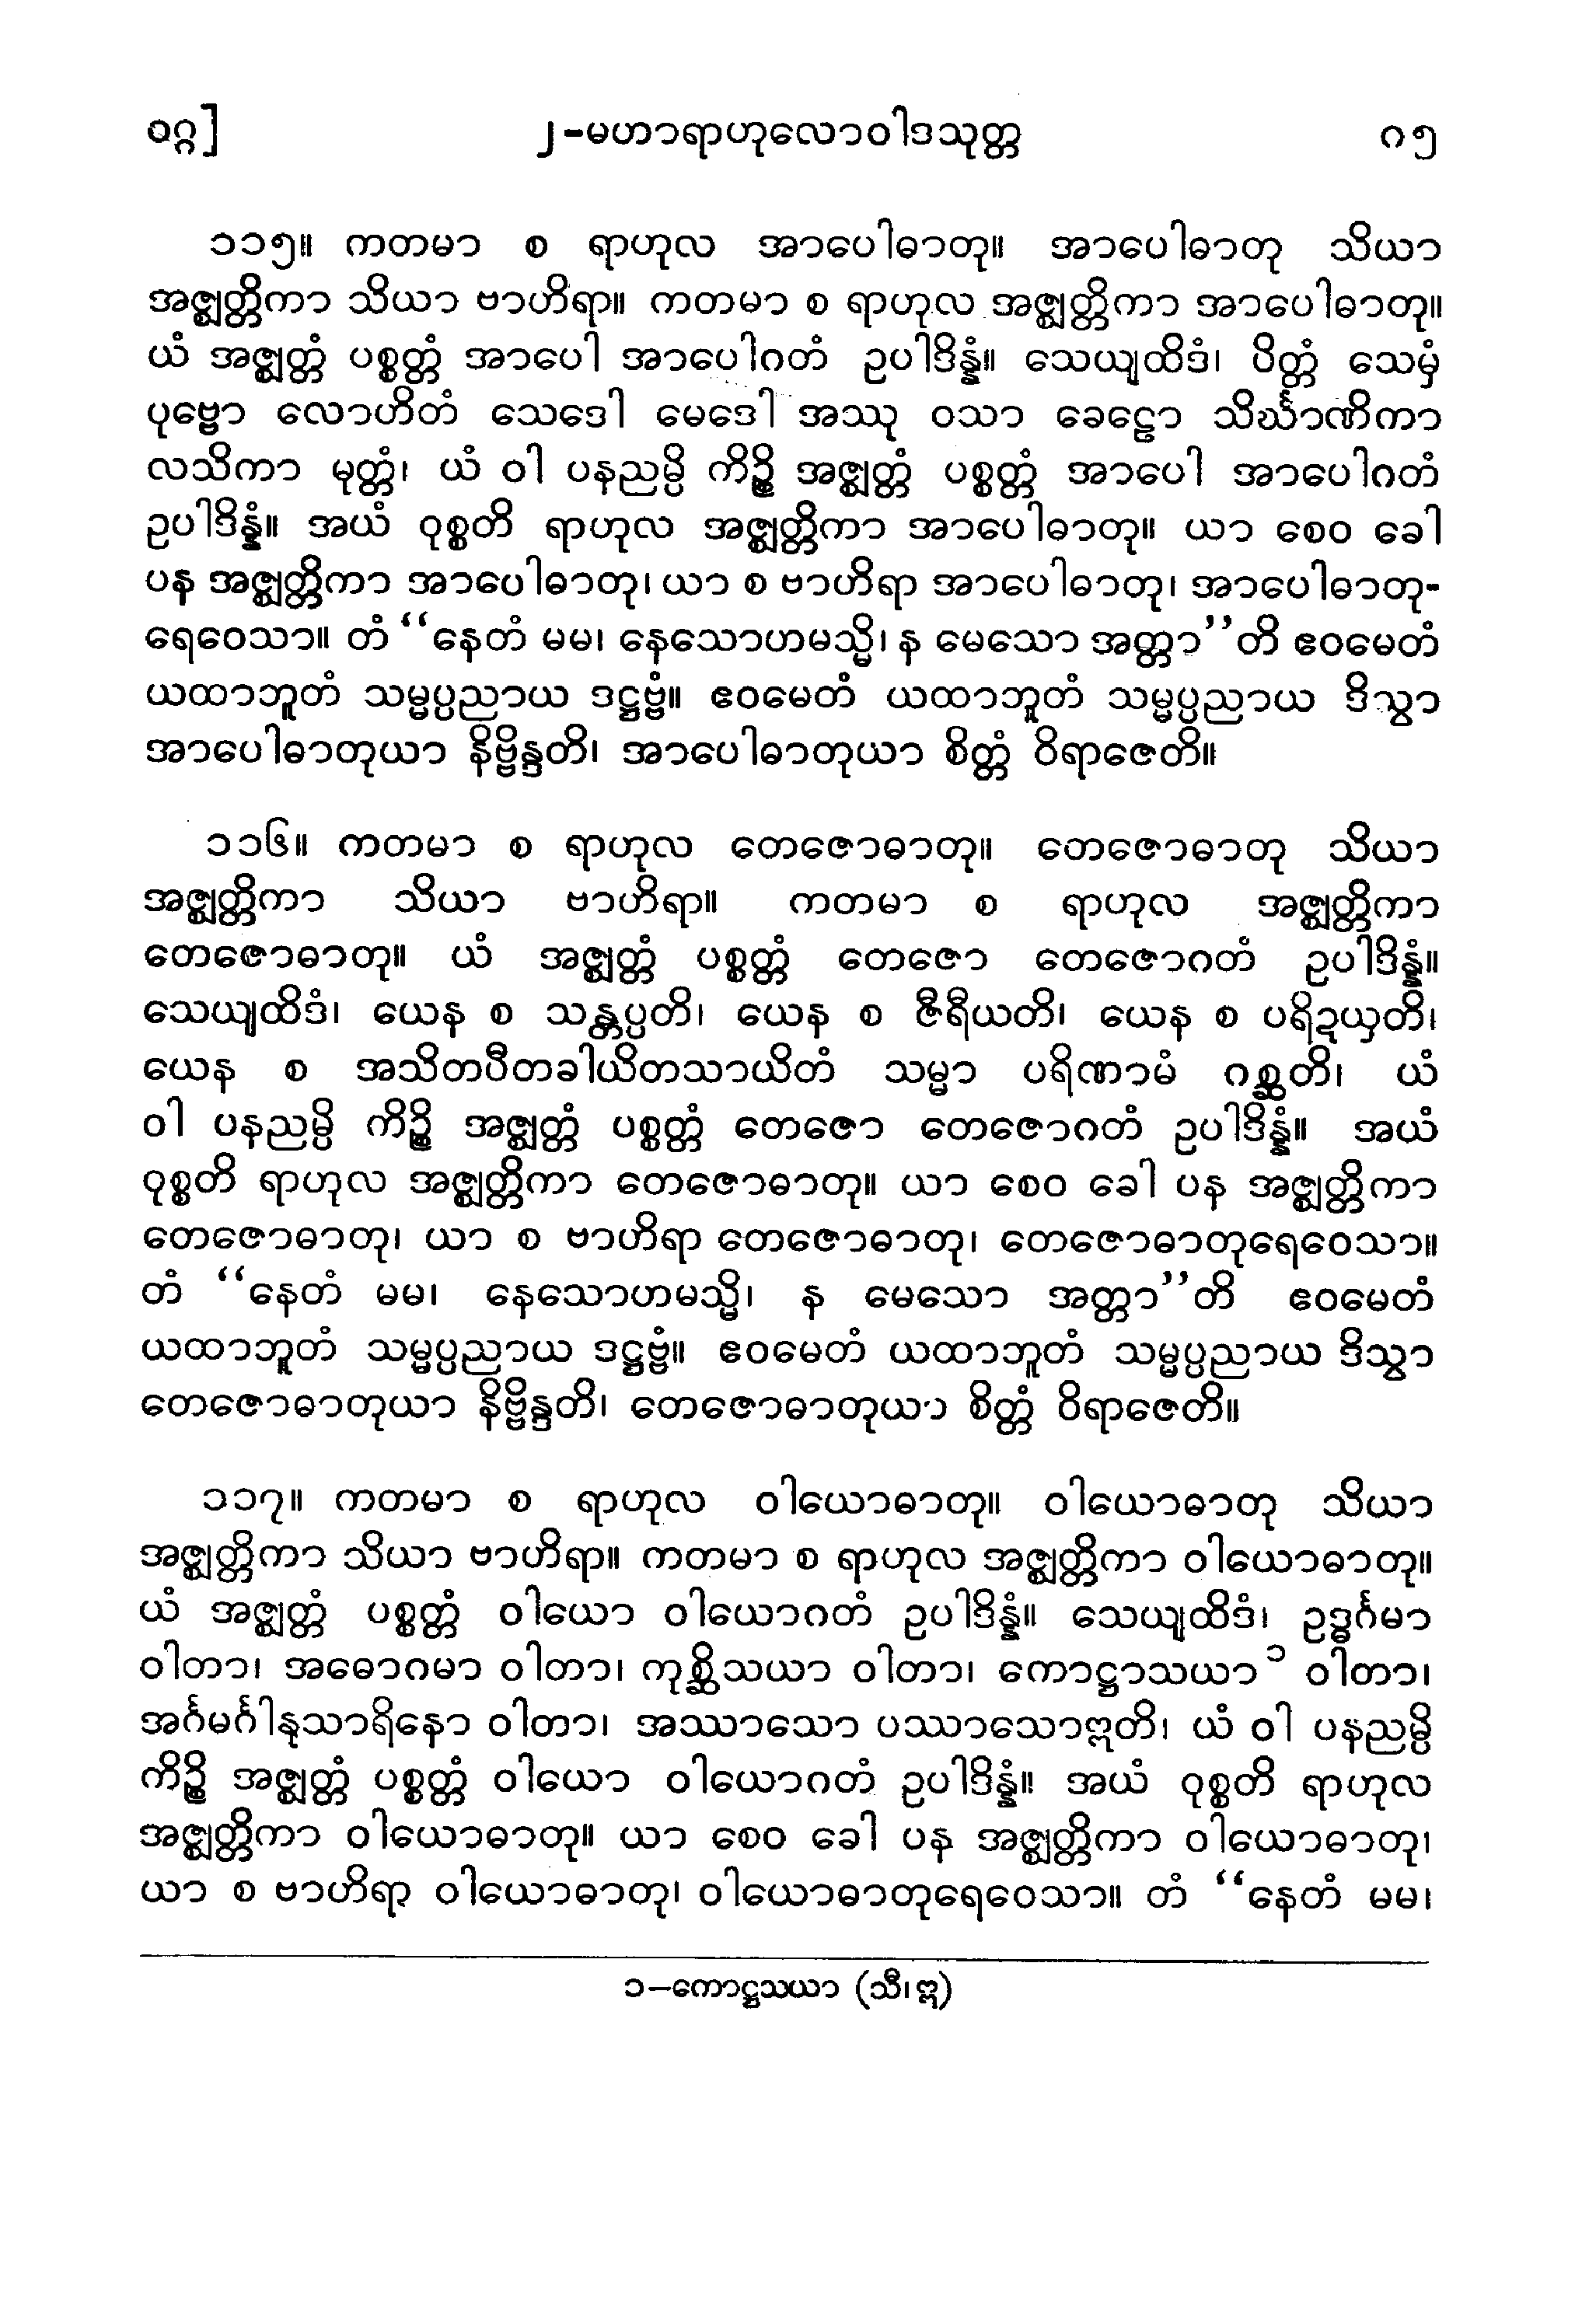 ၀ဂ္ဂ]	၂-မဟာရာဟုလောဝါဒသုတ္တ	ဂ၅
၁၁၅။ ကတမာ စ ရာဟုလ အာပေါဓာတု။ အာပေါဓာတု သိယာ
အဇ္ဈတ္တိကာ သိယာ ဗာဟိရာ။ ကတမာ စ ရာဟုလ အဇ္ဈတ္တိကာ အာပေါဓာတု။
ယံ အဇ္ဈတ္တံ ပစ္စတ္တံ အာပေါ အာပေါဂတံ ဥပါဒိန္နံ။ သေယျထိဒံ၊ ပိတ္တံ သေမှံ
ပုဗ္ဗော လောဟိတံ သေဒေါ မေဒေါ အဿု ဝသာ ခေဠော သိင်္ဃာဏိကာ
လသိကာ မုတ္တံ၊ ယံ ဝါ ပနညမ္ပိ ကိဉ္စိ အဇ္ဈတ္တံ ပစ္စတ္တံ အာပေါ အာပေါဂတံ
ဥပါဒိန္နံ။ အယံ ဝုစ္စတိ ရာဟုလ အဇ္ဈတ္တိကာ အာပေါဓာတု။ ယာ စေဝ ခေါ
ပန အဇ္ဈတ္တိကာ အာပေါဓာတု၊ ယာ စ ဗာဟိရာ အာပေါဓာတု၊ အာပေါဓာတု-
ရေဝေသာ။ တံ “နေတံ မမ၊ နေသောဟမသ္မိ၊ န မေသော အတ္တာ”တိ ဧဝမေတံ
ယထာဘူတံ သမ္မပ္ပညာယ ဒဋ္ဌဗ္ဗံ။ ဧဝမေတံ ယထာဘူတံ သမ္မပ္ပညာယ ဒိသွာ
အာပေါဓာတုယာ နိဗ္ဗိန္ဒတိ၊ အာပေါဓာတုယာ စိတ္တံ ဝိရာဇေတိ။
၁၁၆။ ကတမာ စ ရာဟုလ တေဇောဓာတု။ တေဇောဓာတု သိယာ
အဇ္ဈတ္တိကာ သိယာ ဗာဟိရာ။ ကတမာ စ ရာဟုလ အဇ္ဈတ္တိကာ
တေဇောဓာတု။ ယံ အဇ္ဈတ္တံ ပစ္စတ္တံ တေဇော တေဇောဂတံ ဥပါဒိန္နံ။
သေယျထိဒံ၊ ယေန စ သန္တပ္ပတိ၊ ယေန စ ဇီရီယတိ၊ ယေန စ ပရိဍယှတိ၊
ယေန စ အသိတပီတခါယိတသာယိတံ သမ္မာ ပရိဏာမံ ဂစ္ဆတိ၊ ယံ
ဝါ ပနညမ္ပိ ကိဉ္စိ အဇ္ဈတ္တံ ပစ္စတ္တံ တေဇော တေဇောဂတံ ဥပါဒိန္နံ။ အယံ
ဝုစ္စတိ ရာဟုလ အဇ္ဈတ္တိကာ တေဇောဓာတု။ ယာ စေဝ ခေါ ပန အဇ္ဈတ္တိကာ
တေဇောဓာတု၊ ယာ စ ဗာဟိရာ တေဇောဓာတု၊ တေဇောဓာတုရေဝေသာ။
တံ “နေတံ မမ၊ နေသောဟမသ္မိ၊ န မေသော အတ္တာ”တိ ဧဝမေတံ
ယထာဘူတံ သမ္မပ္ပညာယ ဒဋ္ဌဗ္ဗံ။ ဧဝမေတံ ယထာဘူတံ သမ္မပ္ပညာယ ဒိသွာ
တေဇောဓာတုယာ နိဗ္ဗိန္ဒတိ၊ တေဇောဓာတုယာ စိတ္တံ ဝိရာဇေတိ။
၁၁၇။ ကတမာ စ ရာဟုလ ဝါယောဓာတု။ ဝါယောဓာတု သိယာ
အဇ္ဈတ္တိကာ သိယာ ဗာဟိရာ။ ကတမာ စ ရာဟုလ အဇ္ဈတ္တိကာ ဝါယောဓာတု။
ယံ အဇ္ဈတ္တံ ပစ္စတ္တံ ဝါယော ဝါယောဂတံ ဥပါဒိန္နံ။ သေယျထိဒံ၊ ဥဒ္ဓင်္ဂမာ
ဝါတာ၊ အဓောဂမာ ဝါတာ၊ ကုစ္ဆိသယာ ဝါတာ၊ ကောဋ္ဌာသယာ ၁ ဝါတာ၊
အင်္ဂမင်္ဂါနုသာရိနော ဝါတာ၊ အဿာသော ပဿာသောဣတိ၊ ယံ ဝါ ပနညမ္ပိ
ကိဉ္စိ အဇ္ဈတ္တံ ပစ္စတ္တံ ဝါယော ဝါယောဂတံ ဥပါဒိန္နံ။ အယံ ဝုစ္စတိ ရာဟုလ
အဇ္ဈတ္တိကာ ဝါယောဓာတု။ ယာ စေဝ ခေါ ပန အဇ္ဈတ္တိကာ ဝါယောဓာတု၊
ယာ စ ဗာဟိရာ ဝါယောဓာတု၊ ဝါယောဓာတုရေဝေသာ။ တံ “နေတံ မမ၊
၁–ကောဋ္ဌသယာ (သီ၊ ဣ)